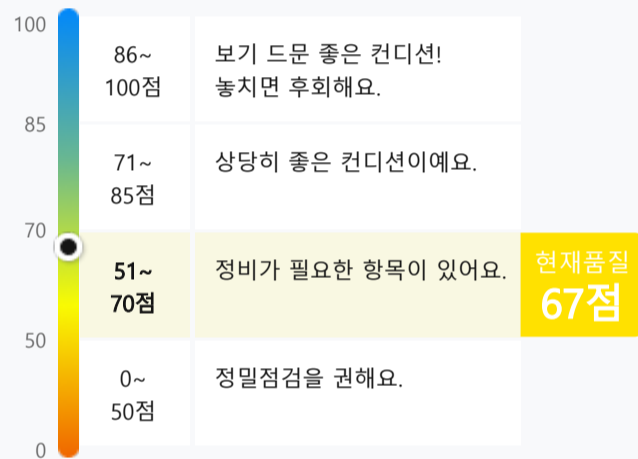 100
86~
100점
보기 드문 좋은 컨디션!
놓치면 후회해요.
85
71~
85점
상당히 좋은 컨디션이예요.
70
51~
70점
정비가 필요한 항목이 있어요.
현재품질
67점
50
0~
50점
정밀점검을 권해요.
0